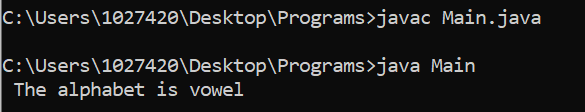 C:\Users\1027420\Desktop\Programs>javac Main.java
C:\Users\1027420\Desktop\Programs>java Main
The alphabet is vowel